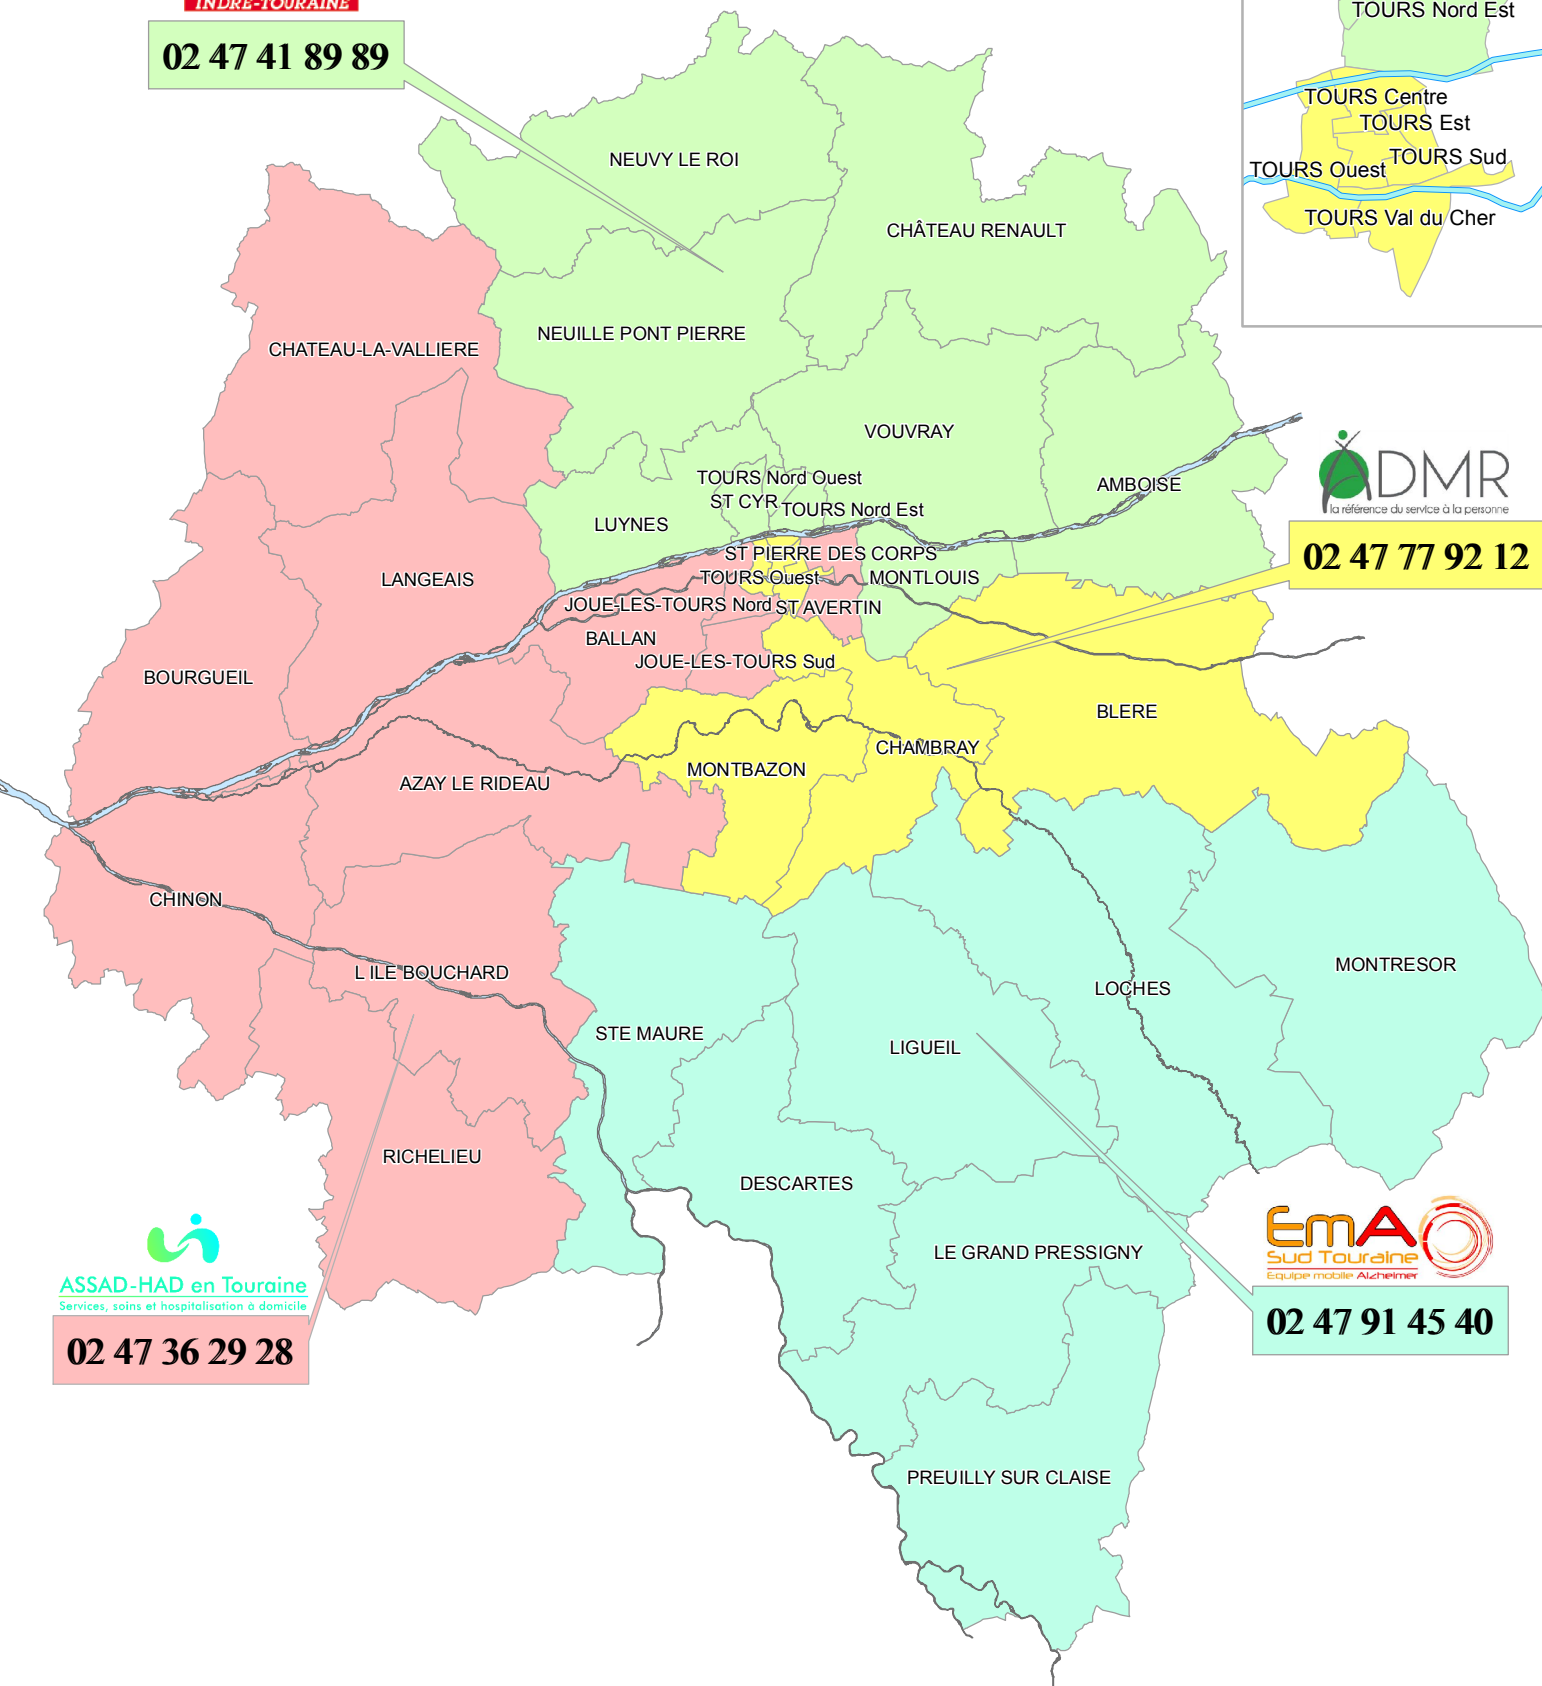 INDRE-TOURAINE
02 47 41 89 89
TOURS Nord Est
TOURS Centre
TOURS Est
TOURS Sud
TOURS Ouest
TOURS Val du Cher
NEUVY LE ROI
CHÂTEAU RENAULT
NEUILLE PONT PIERRE
CHATEAU-LA-VALLIERE
VOUVRAY
TOURS Nord Ouest
ST CYR
TOURS Nord Est
AMBOISE
LUYNES
ADMR
la référence du service à la personne
02 47 77 92 12
ST PIERRE DES CORPS
TOURS Ouest
MONTLOUIS
LANGEAIS
JOUE-LES-TOURS Nord
ST AVERTIN
BALLAN
JOUE-LES-TOURS Sud
BOURGUEIL
BLERE
CHAMBRAY
MONTBAZON
AZAY LE RIDEAU
CHINON
L ILE BOUCHARD
MONTRESOR
LOCHES
STE MAURE
LIGUEIL
RICHELIEU
DESCARTES
LE GRAND PRESSIGNY
EmA
Sud Touraine
Equipe mobile Alzheimer
02 47 91 45 40
ASSAD-HAD en Touraine
Services, soins et hospitalisation à domicile
02 47 36 29 28
PREUILLY SUR CLAISE